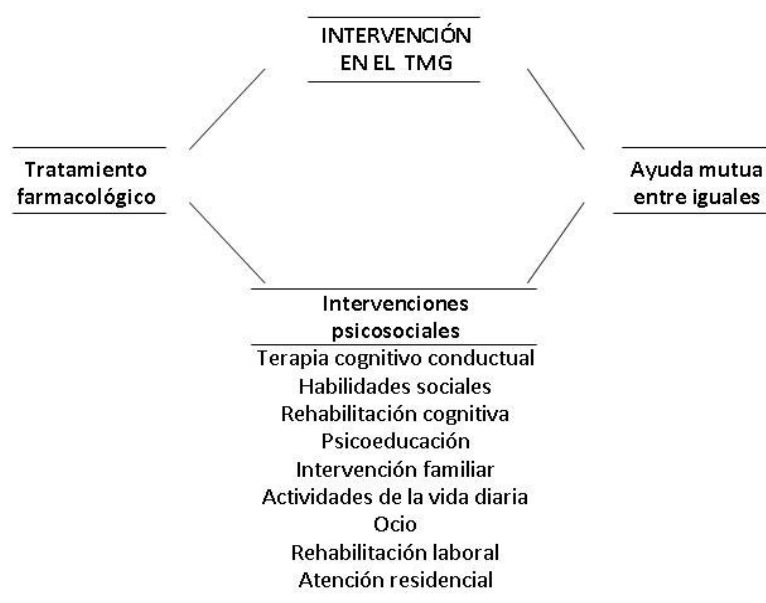 INTERVENCIÓN
EN EL TMG
Tratamiento
farmacológico
Ayuda mutua
entre iguales
Intervenciones
psicosociales
Terapia cognitivo conductual
Habilidades sociales
Rehabilitación cognitiva
Psicoeducación
Intervención familiar
Actividades de la vida diaria
Ocio
Rehabilitación laboral
Atención residencial